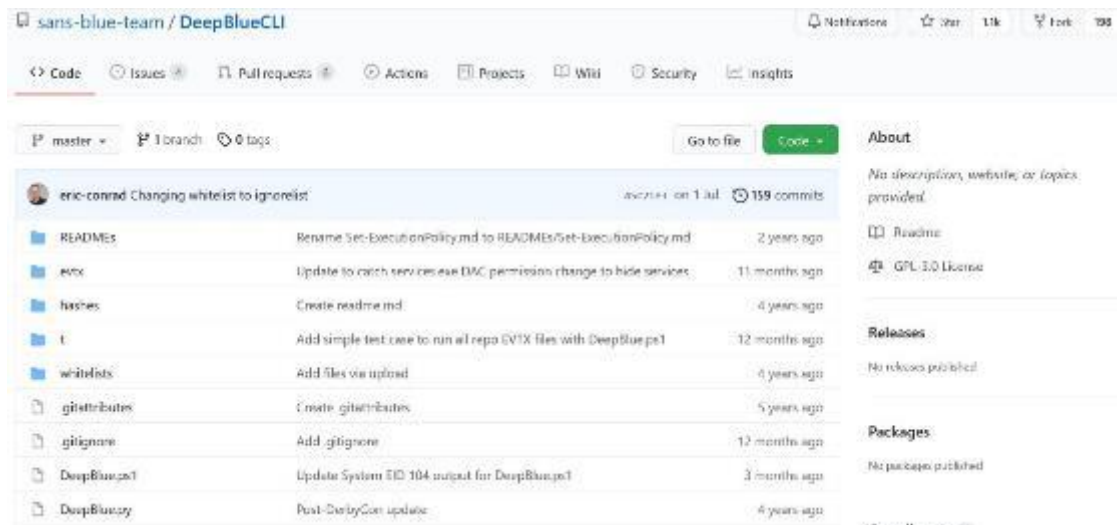 sans-blue-team / DeepBlueCLI
Notifications Star 1.1k Fork 198
Code Issues Pull requests Actions Projects Wiki Security Insights
master 1 branch 0 tags Go to file Code
eric-conrad Changing whitelist to ignorelist on 1 Jul 159 commits
READMEs Rename Set-ExecutionPolicy.md to READMEs/Set-ExecutionPolicy.md 2 years ago
evtx Update to catch services.exe DAC permission change to hide services 11 months ago
hashes Create readme.md 4 years ago
t Add simple test case to run all repo EVTX files with DeepBlue.ps1 12 months ago
whitelists Add files via upload 4 years ago
.gitattributes Create .gitattributes 5 years ago
.gitignore Add .gitignore 12 months ago
DeepBlue.ps1 Update System EID 104 output for DeepBlue.ps1 3 months ago
DeepBlue.py Post-DerbyCon update 4 years ago
About
No description, website, or topics
provided.
Readme
GPL-3.0 License
Releases
No releases published
Packages
No packages published